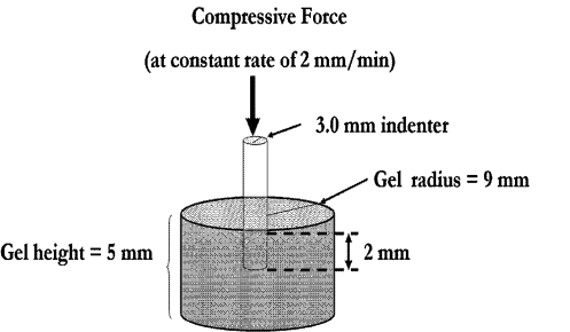 Compressive Force
(at constant rate of 2 mm/min)
3.0 mm indenter
Gel radius = 9 mm
Gel height = 5 mm
2 mm